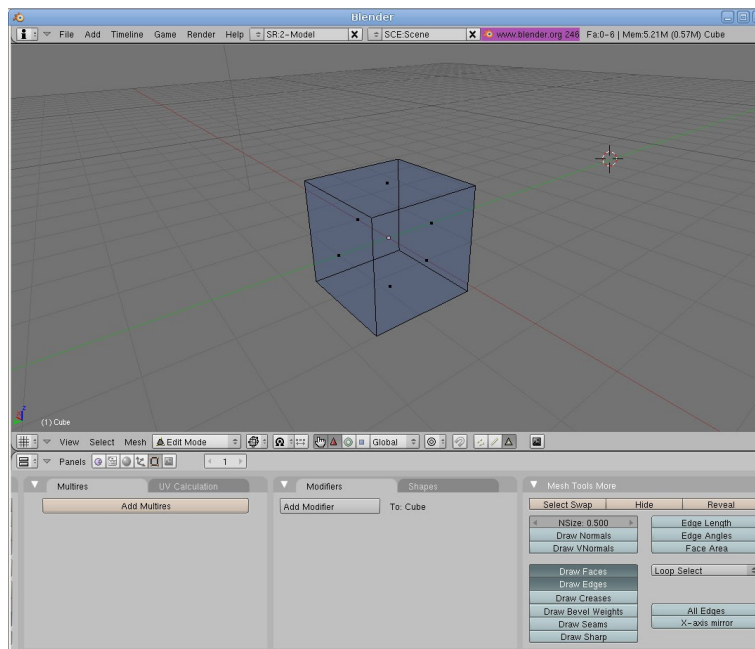 Blender
File Add Timeline Game Render Help SR:2-Model X SCE:Scene X www.blender.org 246 Fa:0-6 | Mem:5.21M (0.57M) Cube
z
(1) Cube
View Select Mesh Edit Mode Global
Panels 1
Multires UV Calculation Modifiers Shapes Mesh Tools More
Add Multires Add Modifier To: Cube Select Swap Hide Reveal
NSize: 0.500 Edge Length
Draw Normals Edge Angles
Draw VNormals Face Area
Draw Faces Loop Select
Draw Edges
Draw Creases
Draw Bevel Weights All Edges
Draw Seams X-axis mirror
Draw Sharp